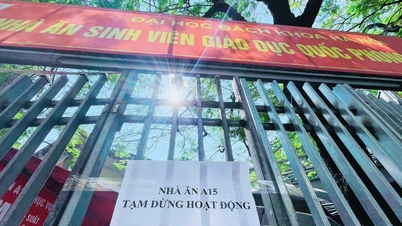 ĐẠI HỌC BÁCH KHOA HÀ NỘI
NHÀ ĂN SINH VIÊN GIÁO DỤC QUỐC PHÒNG
NHÀ ĂN A15
TẠM DỪNG HOẠT ĐỘNG
SUẤT